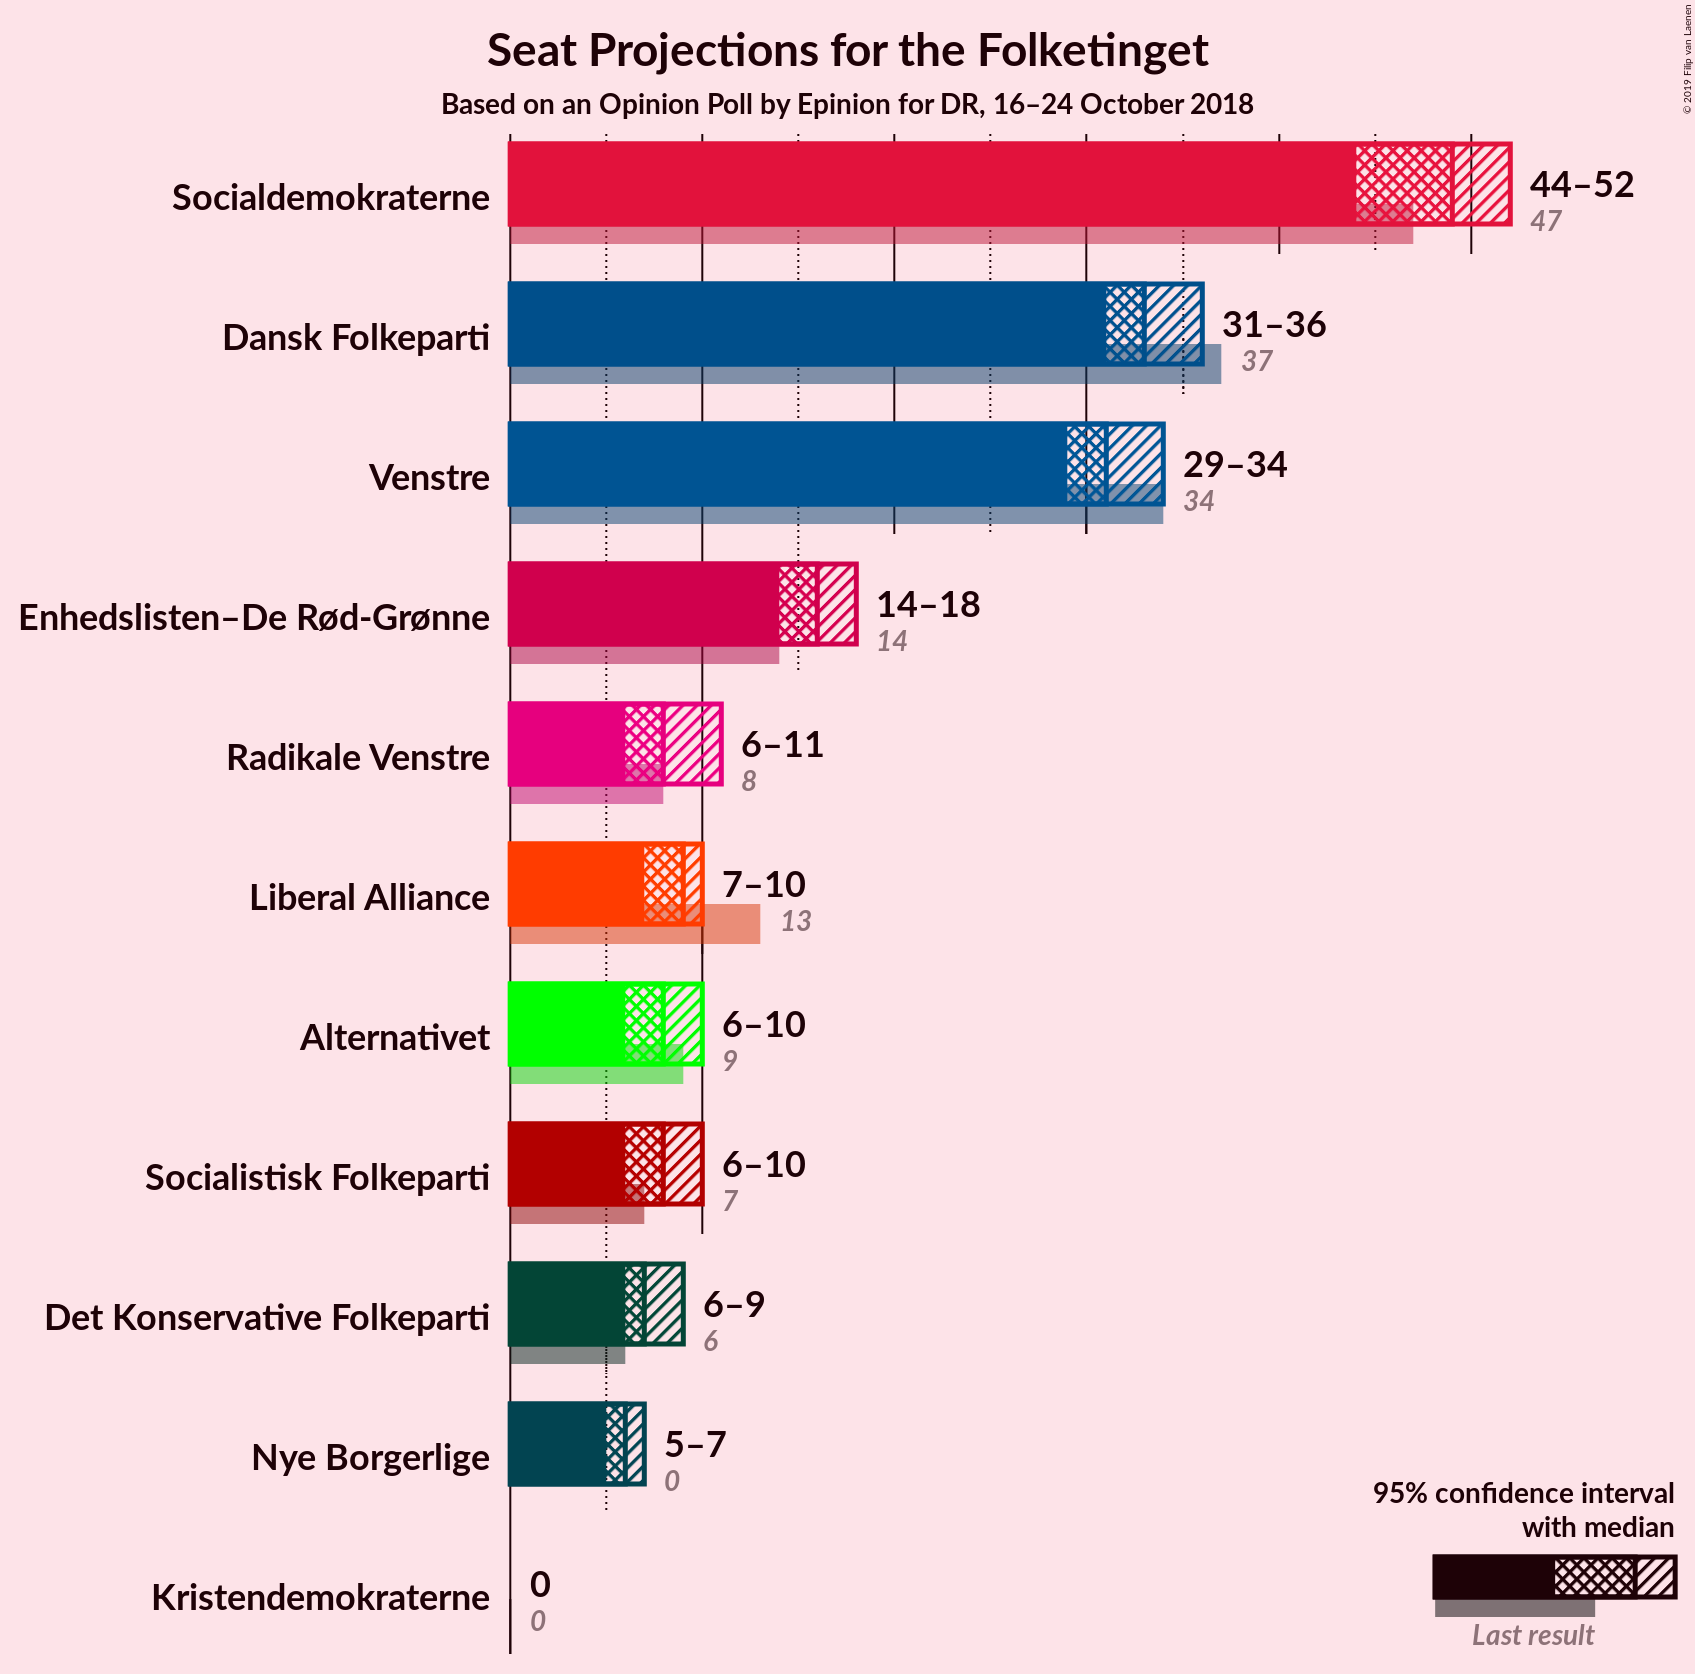 Seat Projections for the Folketinget
Based on an Opinion Poll by Epinion for DR, 16–24 October 2018
© 2019 Filip van Laenen
Socialdemokraterne
44–52
47
Dansk Folkeparti
31–36
37
Venstre
29–34
34
Enhedslisten–De Rød-Grønne
14–18
14
Radikale Venstre
6–11
8
Liberal Alliance
7–10
13
Alternativet
6–10
9
Socialistisk Folkeparti
6–10
7
Det Konservative Folkeparti
6–9
6
Nye Borgerlige
5–7
0
Kristendemokraterne
0
0
95% confidence interval
with median
Last result